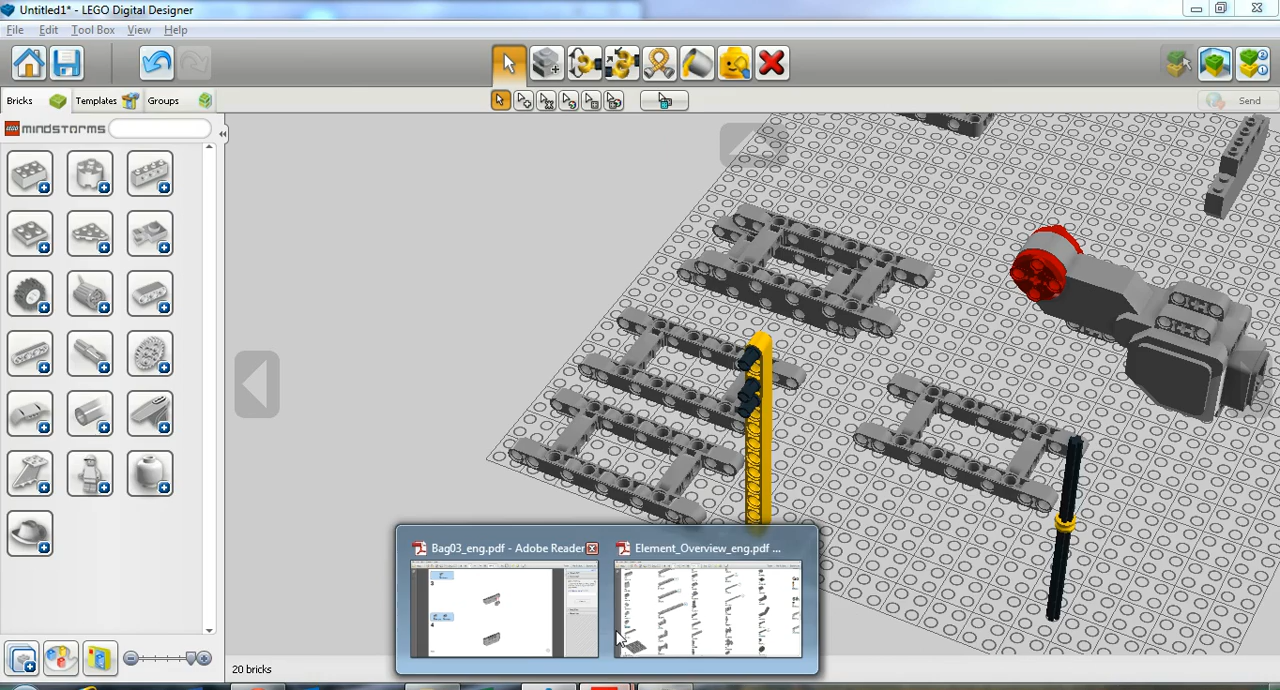 Untitled1* - LEGO Digital Designer
File Edit Tool Box View Help
Bricks Templates Groups
Send
LEGO mindstorms
Bag03_eng.pdf - Adobe Reader
Element_Overview_eng.pdf ...
20 bricks